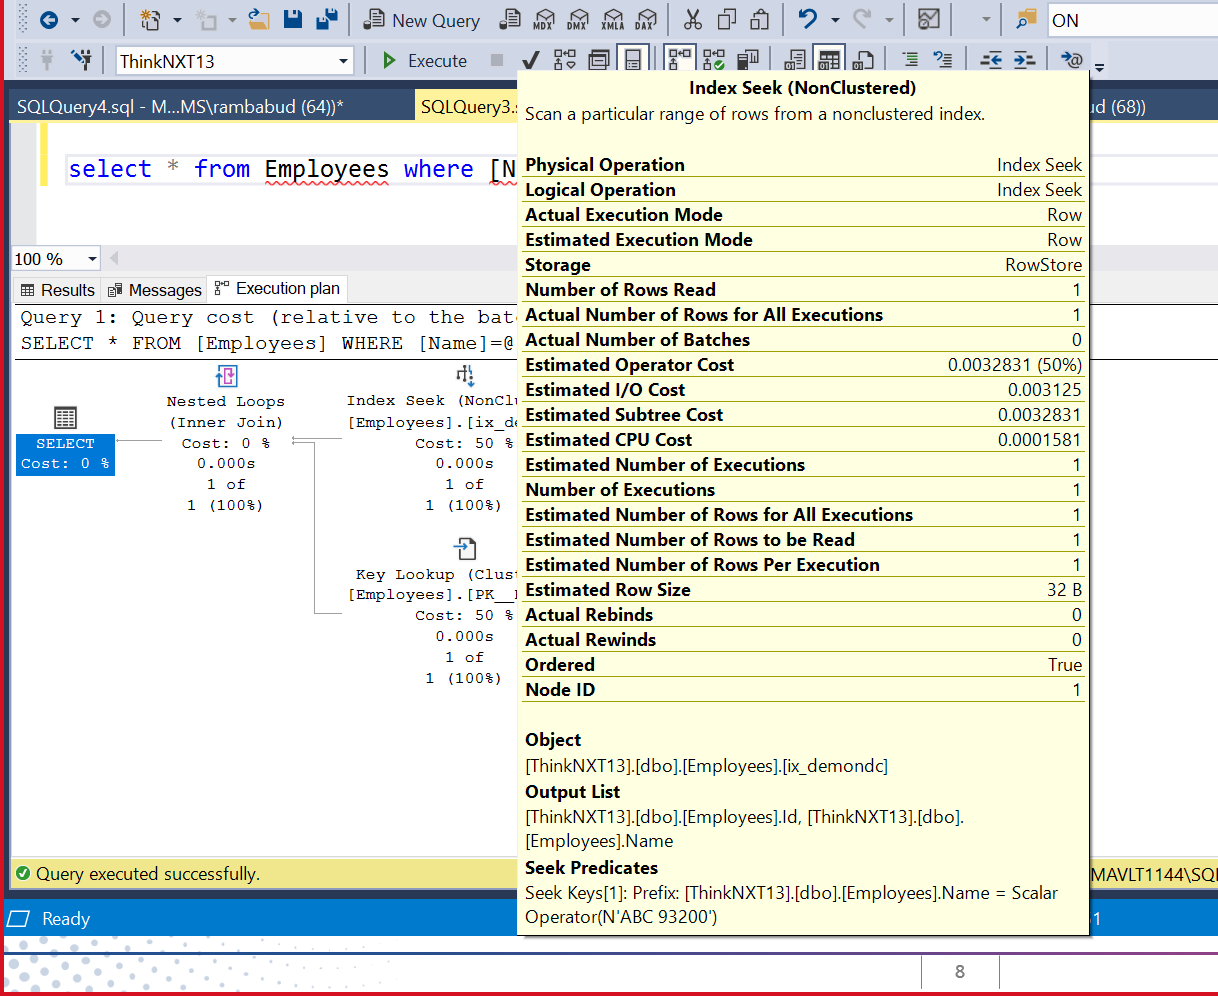 New Query MDX DMX XMLA DAX ON
ThinkNXT13 Execute
SQLQuery4.sql - M...MS\rambabud (64))* SQLQuery3.s ud (68))
select * from Employees where [N
100 %
Results Messages Execution plan
Query 1: Query cost (relative to the bat
SELECT * FROM [Employees] WHERE [Name]=@
SELECT
Cost: 0 %
Nested Loops
(Inner Join)
Cost: 0 %
0.000s
1 of
1 (100%)
Index Seek (NonClu
[Employees].[ix_de
Cost: 50 %
0.000s
1 of
1 (100%)
Key Lookup (Clus
[Employees].[PK__
Cost: 50 %
0.000s
1 of
1 (100%)
Index Seek (NonClustered)
Scan a particular range of rows from a nonclustered index.
Physical Operation Index Seek
Logical Operation Index Seek
Actual Execution Mode Row
Estimated Execution Mode Row
Storage RowStore
Number of Rows Read 1
Actual Number of Rows for All Executions 1
Actual Number of Batches 0
Estimated Operator Cost 0.0032831 (50%)
Estimated I/O Cost 0.003125
Estimated Subtree Cost 0.0032831
Estimated CPU Cost 0.0001581
Estimated Number of Executions 1
Number of Executions 1
Estimated Number of Rows for All Executions 1
Estimated Number of Rows to be Read 1
Estimated Number of Rows Per Execution 1
Estimated Row Size 32 B
Actual Rebinds 0
Actual Rewinds 0
Ordered True
Node ID 1
Object
[ThinkNXT13].[dbo].[Employees].[ix_demondc]
Output List
[ThinkNXT13].[dbo].[Employees].Id, [ThinkNXT13].[dbo].
[Employees].Name
Seek Predicates
Seek Keys[1]: Prefix: [ThinkNXT13].[dbo].[Employees].Name = Scalar
Operator(N'ABC 93200')
Query executed successfully. MAVLT1144\SQ
Ready 1
8